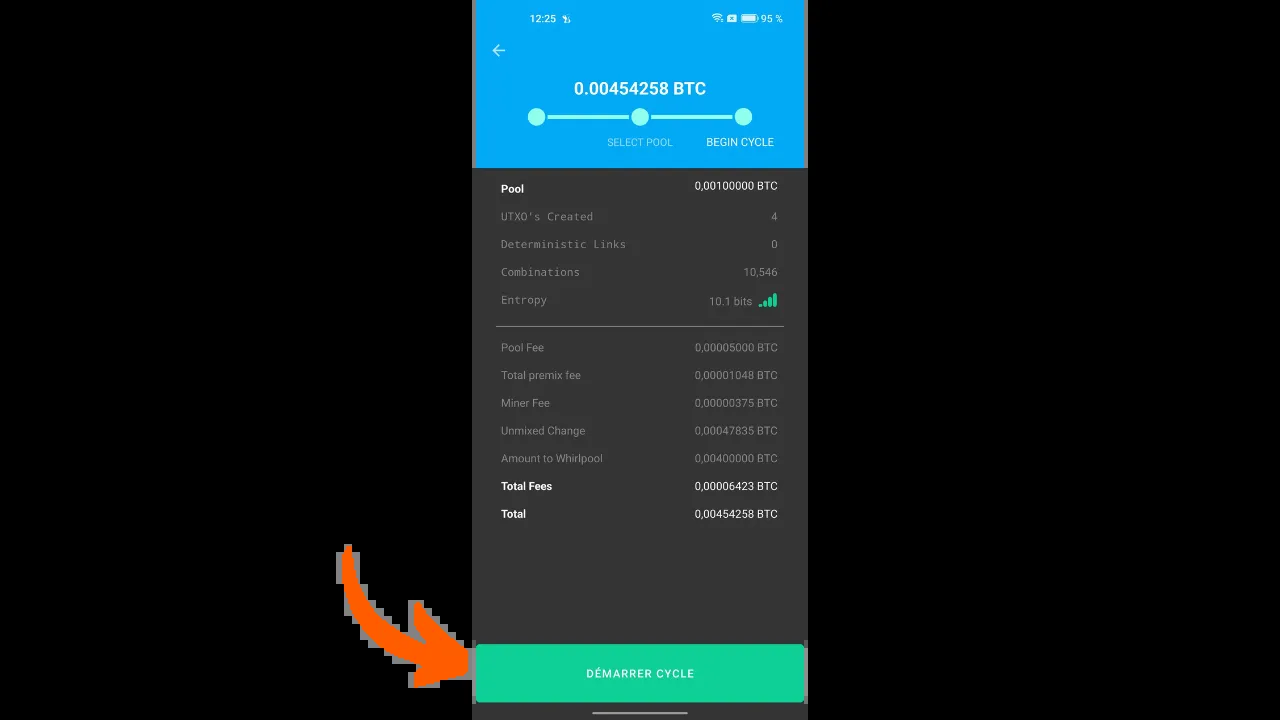 12:25 95 %
0.00454258 BTC
SELECT POOL BEGIN CYCLE
Pool 0,00100000 BTC
UTXO's Created 4
Deterministic Links 0
Combinations 10,546
Entropy 10.1 bits
Pool Fee 0,00005000 BTC
Total premix fee 0,00001048 BTC
Miner Fee 0,00000375 BTC
Unmixed Change 0,00047835 BTC
Amount to Whirlpool 0,00400000 BTC
Total Fees 0,00006423 BTC
Total 0,00454258 BTC
DÉMARRER CYCLE